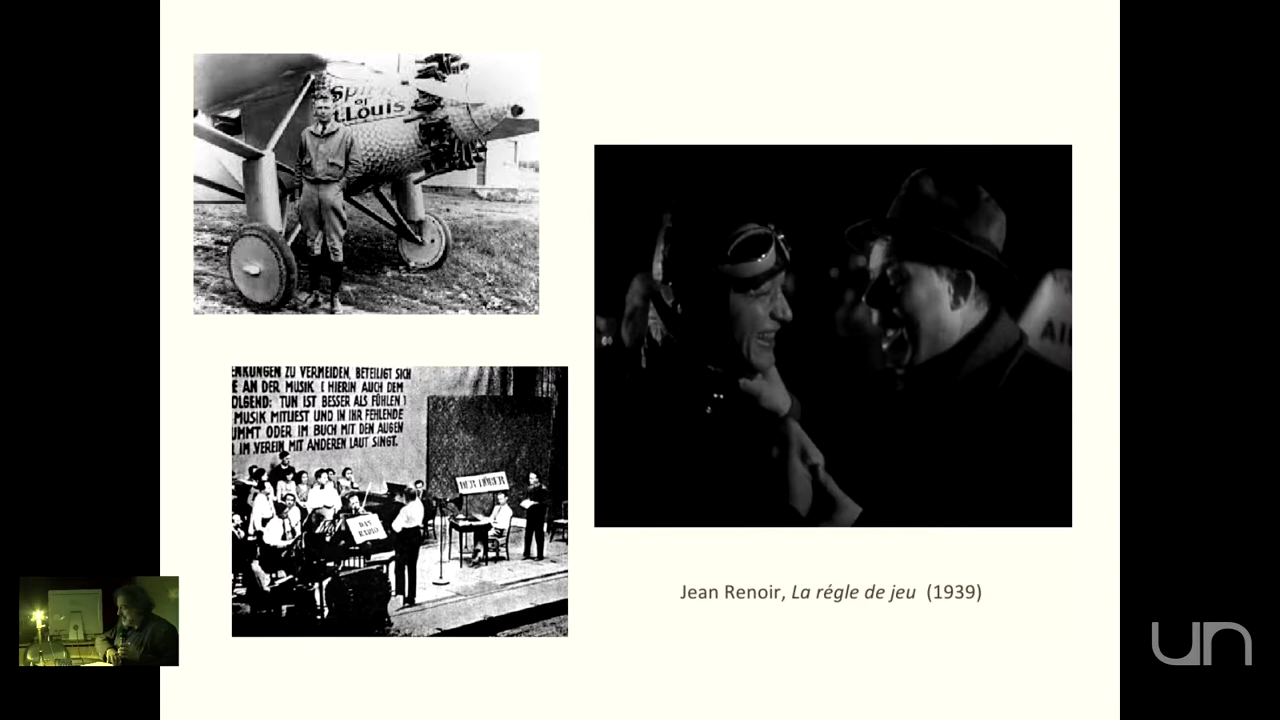 Spirit
of
St.Louis
ENKUNGEN ZU VERMEIDEN, BETEILIGT SICH
E AN DER MUSIK ( HIERIN AUCH DEM
OLGEND: TUN IST BESSER ALS FÜHLEN )
MUSIK MITLIEST UND IN IHR FEHLENDE
UMMT ODER IM BUCH MIT DEN AUGEN
R IM VEREIN MIT ANDEREN LAUT SINGT.
DER HÖRER
DAS
RADIO
AI
Jean Renoir, La régle de jeu (1939)
un